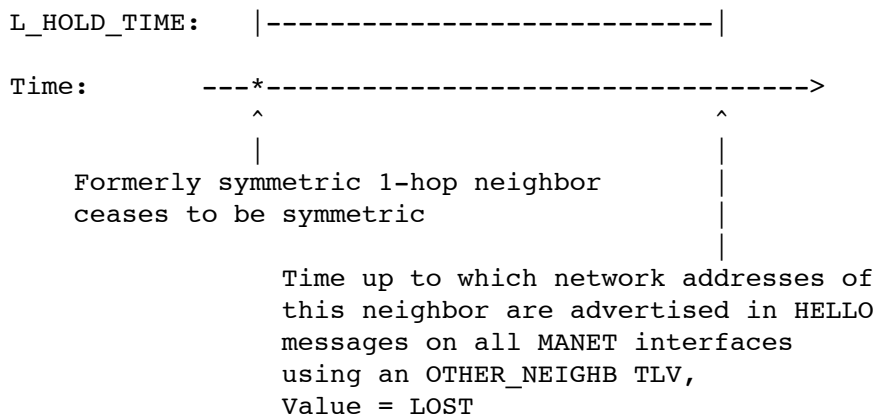 L_HOLD_TIME:   |----------------------------|
Time:       ---*----------------------------------->
^                            ^
|                            |
Formerly symmetric 1-hop neighbor       |
ceases to be symmetric                  |
|
Time up to which network addresses of
this neighbor are advertised in HELLO
messages on all MANET interfaces
using an OTHER_NEIGHB TLV,
Value = LOST